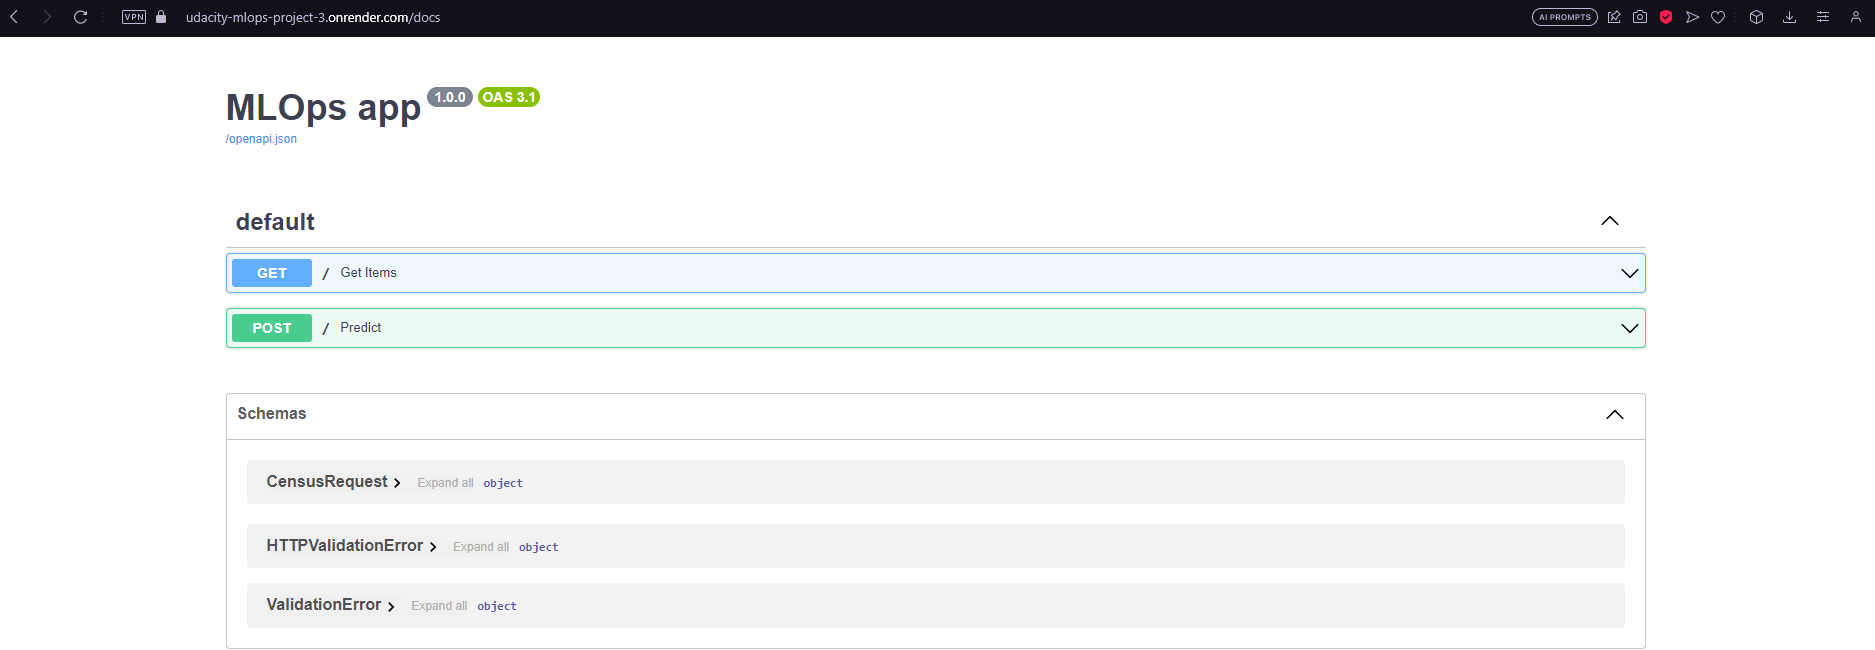 VPN udacity-mlops-project-3.onrender.com/docs AI PROMPTS
MLOps app 1.0.0 OAS 3.1
/openapi.json
default
GET / Get Items
POST / Predict
Schemas
CensusRequest Expand all object
HTTPValidationError Expand all object
ValidationError Expand all object